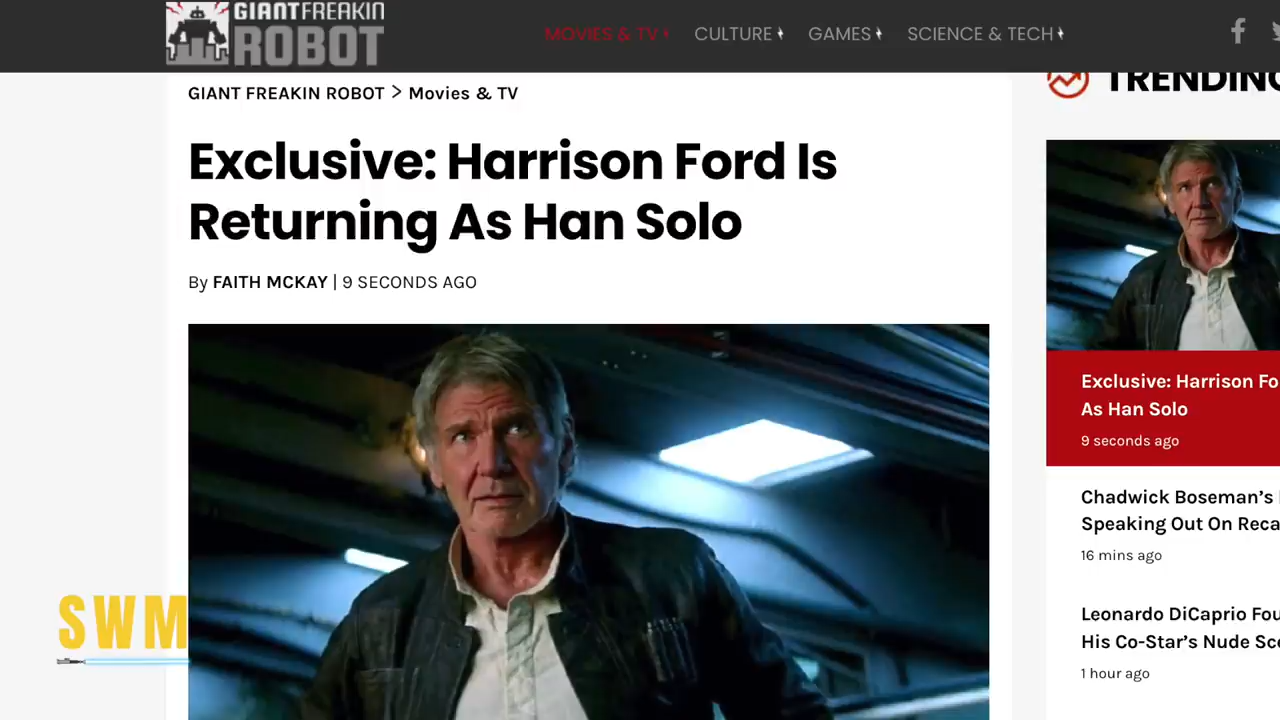 GIANT FREAKIN
ROBOT
MOVIES & TV
CULTURE
GAMES
SCIENCE & TECH
GIANT FREAKIN ROBOT > Movies & TV
TRENDING
Exclusive: Harrison Ford Is
Returning As Han Solo
By FAITH MCKAY | 9 SECONDS AGO
Exclusive: Harrison Fo
As Han Solo
9 seconds ago
Chadwick Boseman's
Speaking Out On Reca
16 mins ago
Leonardo DiCaprio Fou
His Co-Star's Nude Sc
1 hour ago
SWM